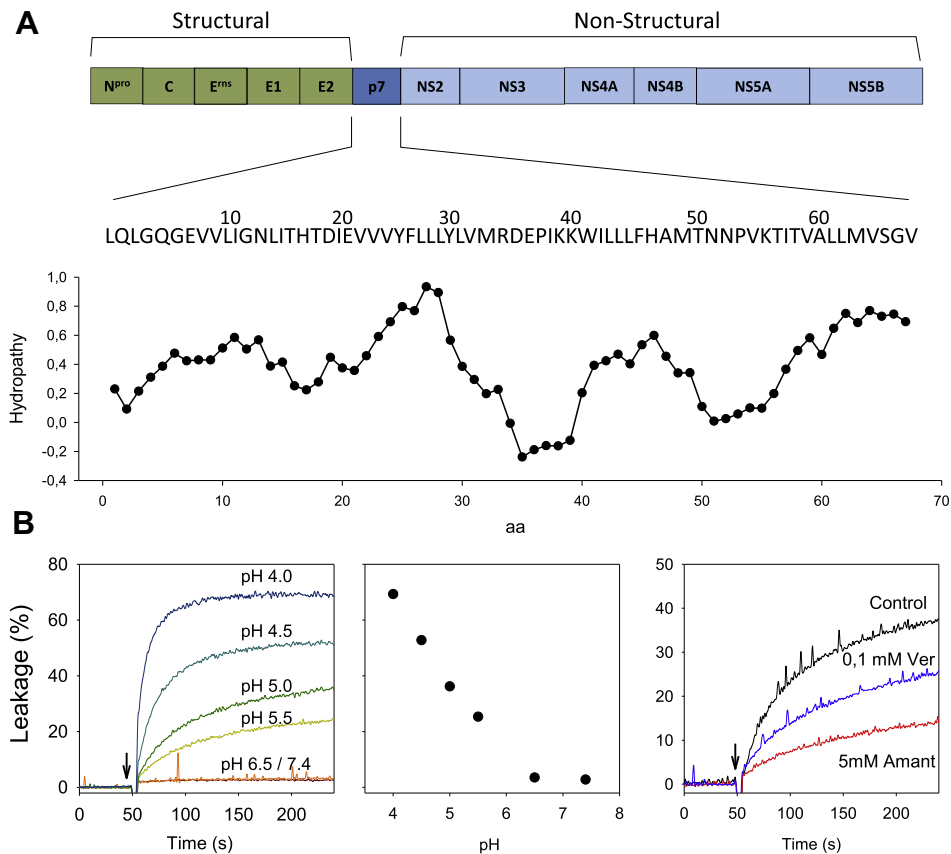 A
Structural
Non-Structural
Npro C Erns E1 E2 p7 NS2 NS3 NS4A NS4B NS5A NS5B
10 20 30 40 50 60
LQLGQGEVVLIGNLITHTDIEVVVYFLLLYLVMRDEPIKKWILLLFHAMTNNPVKTITVALLMVSGV
1,0
0,8
0,6
0,4
0,2
0,0
-0,2
-0,4
Hydropathy
0 10 20 30 40 50 60 70
aa
B
80
60
40
20
0
Leakage (%)
pH 4.0
pH 4.5
pH 5.0
pH 5.5
pH 6.5 / 7.4
0 50 100 150 200
Time (s)
4 5 6 7 8
pH
50
40
30
20
10
0
Control
0,1 mM Ver
5mM Amant
0 50 100 150 200
Time (s)